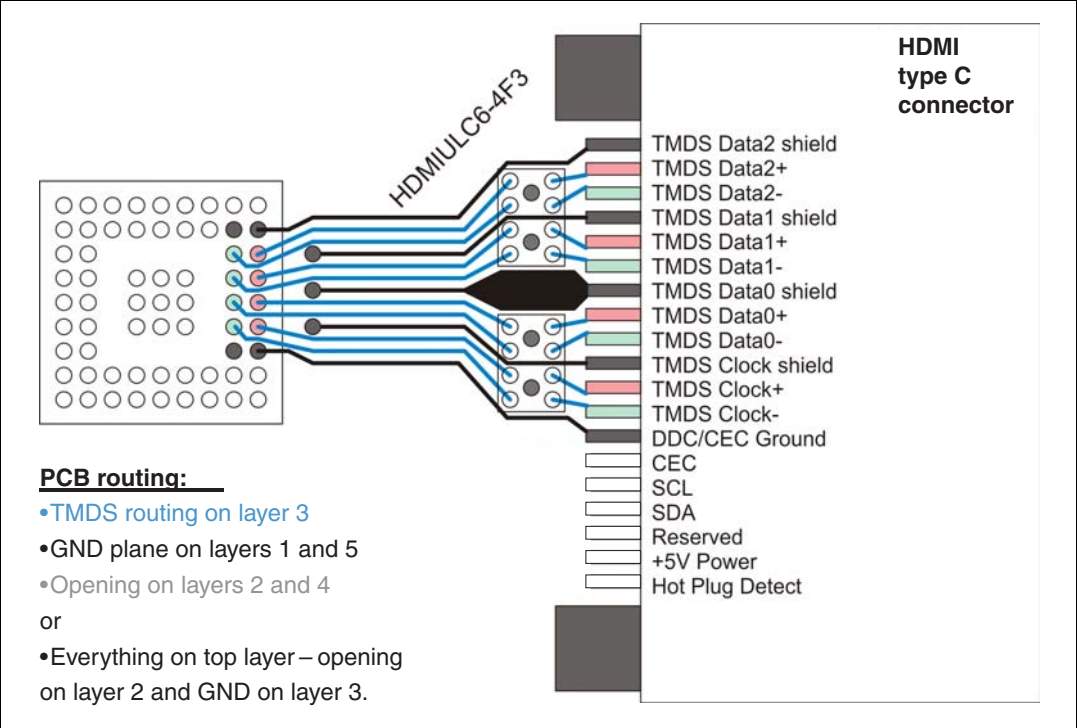 HDMI
type C
connector
HDMIULC6-4F3
TMDS Data2 shield
TMDS Data2+
TMDS Data2-
TMDS Data1 shield
TMDS Data1+
TMDS Data1-
TMDS Data0 shield
TMDS Data0+
TMDS Data0-
TMDS Clock shield
TMDS Clock+
TMDS Clock-
DDC/CEC Ground
CEC
SCL
SDA
Reserved
+5V Power
Hot Plug Detect
PCB routing:
•TMDS routing on layer 3
•GND plane on layers 1 and 5
•Opening on layers 2 and 4
or
•Everything on top layer – opening
on layer 2 and GND on layer 3.